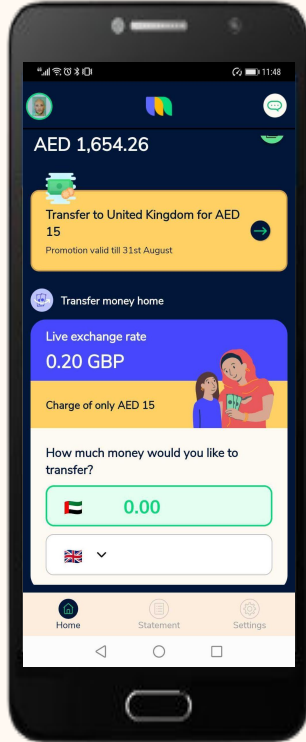 11:48
AED 1,654.26
Transfer to United Kingdom for AED
15
Promotion valid till 31st August
Transfer money home
Live exchange rate
0.20 GBP
Charge of only AED 15
How much money would you like to
transfer?
0.00
Home
Statement
Settings